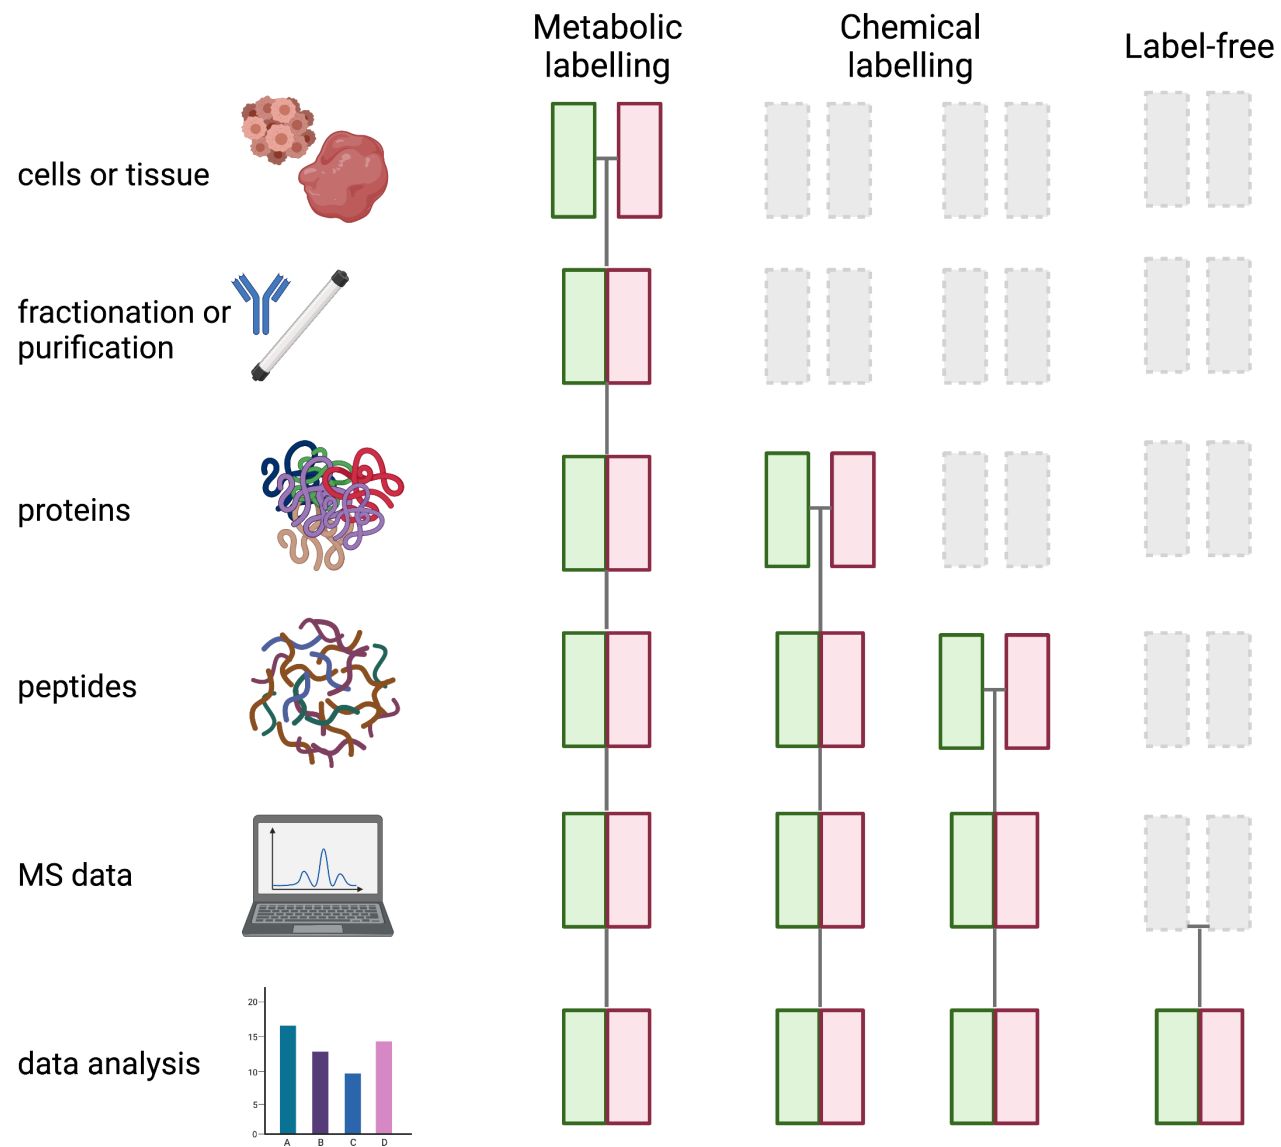 Metabolic
labelling
Chemical
labelling
Label-free
cells or tissue
fractionation or
purification
proteins
peptides
MS data
data analysis
20
15
10
5
0
A B C D